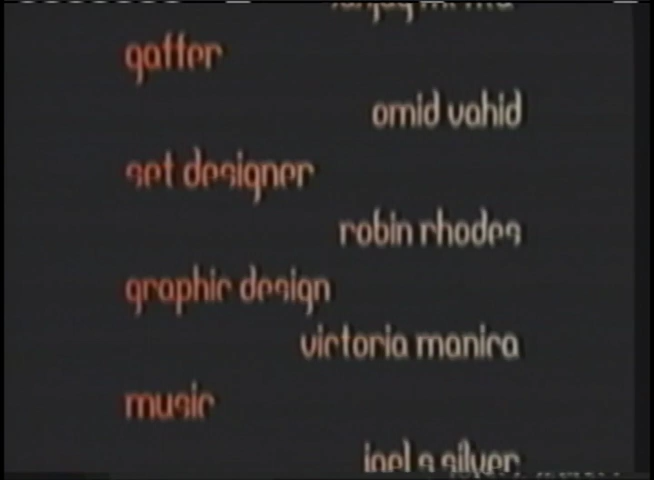 gaffer
omid vahid
set designer
robin rhodes
graphic design
victoria manica
music
joel s silver